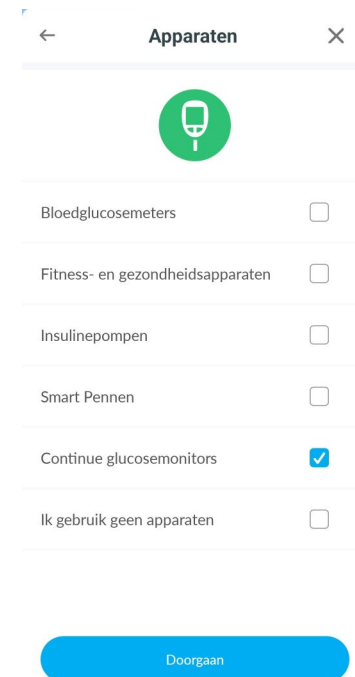 Apparaten
Bloedglucosemeters
Fitness- en gezondheidsapparaten
Insulinepompen
Smart Pennen
Continue glucosemonitors
Ik gebruik geen apparaten
Doorgaan